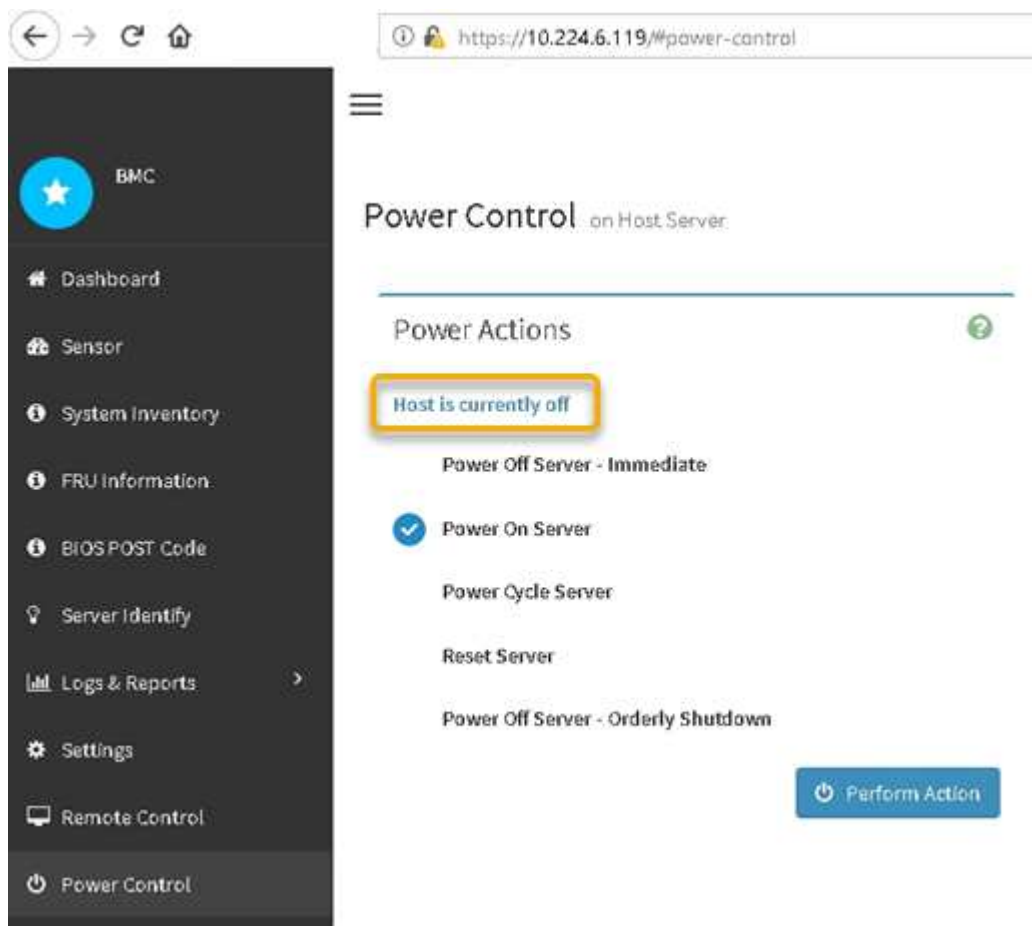 https://10.224.6.119/#power-control
BMC
Power Control on Host Server
Dashboard
Power Actions
Sensor
Host is currently off
System Inventory
Power Off Server - Immediate
FRU Information
Power On Server
BIOS POST Code
Power Cycle Server
Server Identify
Reset Server
Logs & Reports
Power Off Server - Orderly Shutdown
Settings
Perform Action
Remote Control
Power Control